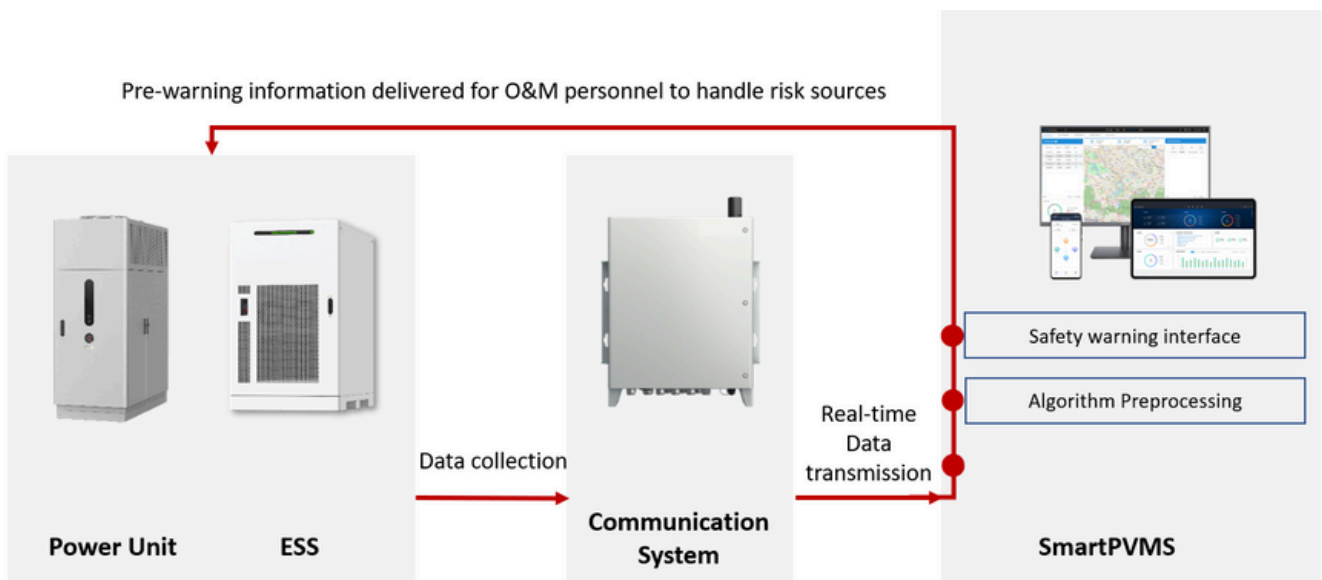 Pre-warning information delivered for O&M personnel to handle risk sources
Safety warning interface
Algorithm Preprocessing
Real-time
Data
transmission
Data collection
Power Unit
ESS
Communication
System
SmartPVMS